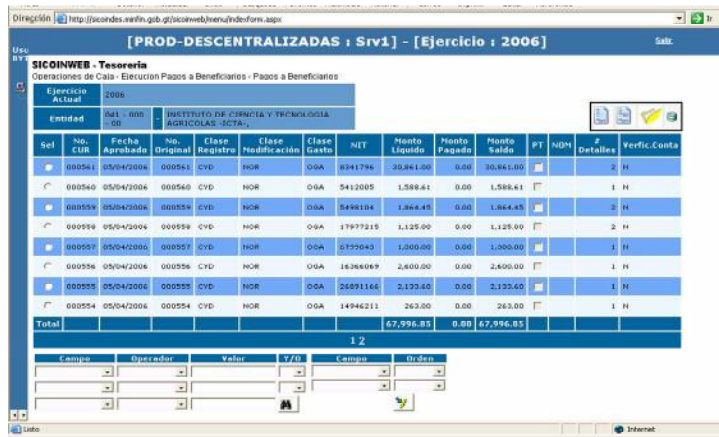 Dirección http://sicoindes.minfin.gob.gt/sicoinweb/menu/indexform.aspx Ir
[PROD-DESCENTRALIZADAS : Srv1] - [Ejercicio : 2006] Salir
SICOINWEB - Tesoreria
Operaciones de Caja - Ejecucion Pagos a Beneficiarios - Pagos a Beneficiarios
Ejercicio Actual 2006
Entidad 041 - 000 - 00 - INSTITUTO DE CIENCIA Y TECNOLOGIA AGRICOLAS -ICTA-,
Sel No. CUR Fecha Aprobado No. Original Clase Registro Clase Modificación Clase Gasto NIT Monto Líquido Monto Pagado Monto Saldo PT NOM # Detalles Verfic.Conta
000561 05/04/2006 000561 CYD NOR OGA 8341796 30,861.00 0.00 30,861.00 2 N
000560 05/04/2006 000560 CYD NOR OGA 5412005 1,588.61 0.00 1,588.61 1 N
000559 05/04/2006 000559 CYD NOR OGA 5498104 1,864.45 0.00 1,864.45 2 N
000558 05/04/2006 000558 CYD NOR OGA 17977215 1,125.00 0.00 1,125.00 2 N
000557 05/04/2006 000557 CYD NOR OGA 1,300.00 0.00 1,300.00 1 N
000556 05/04/2006 000556 CYD NOR OGA 16366069 2,600.00 0.00 2,600.00 1 N
000555 05/04/2006 000555 CYD NOR OGA 26891166 2,133.60 0.00 2,133.60 1 N
000554 05/04/2006 000554 CYD NOR OGA 14946211 263.00 0.00 263.00 1 N
Total 67,996.85 0.00 67,996.85
1 2
Campo Operador Valor Y/O Campo Orden
Listo Internet